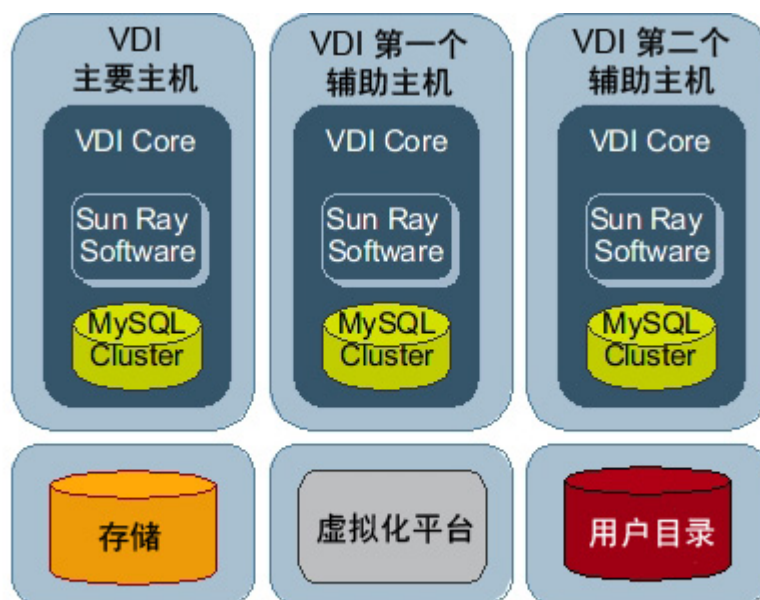 VDI
主要主机
VDI 第一个
辅助主机
VDI 第二个
辅助主机
VDI Core
VDI Core
VDI Core
Sun Ray
Software
Sun Ray
Software
Sun Ray
Software
MySQL
Cluster
MySQL
Cluster
MySQL
Cluster
存储
虚拟化平台
用户目录